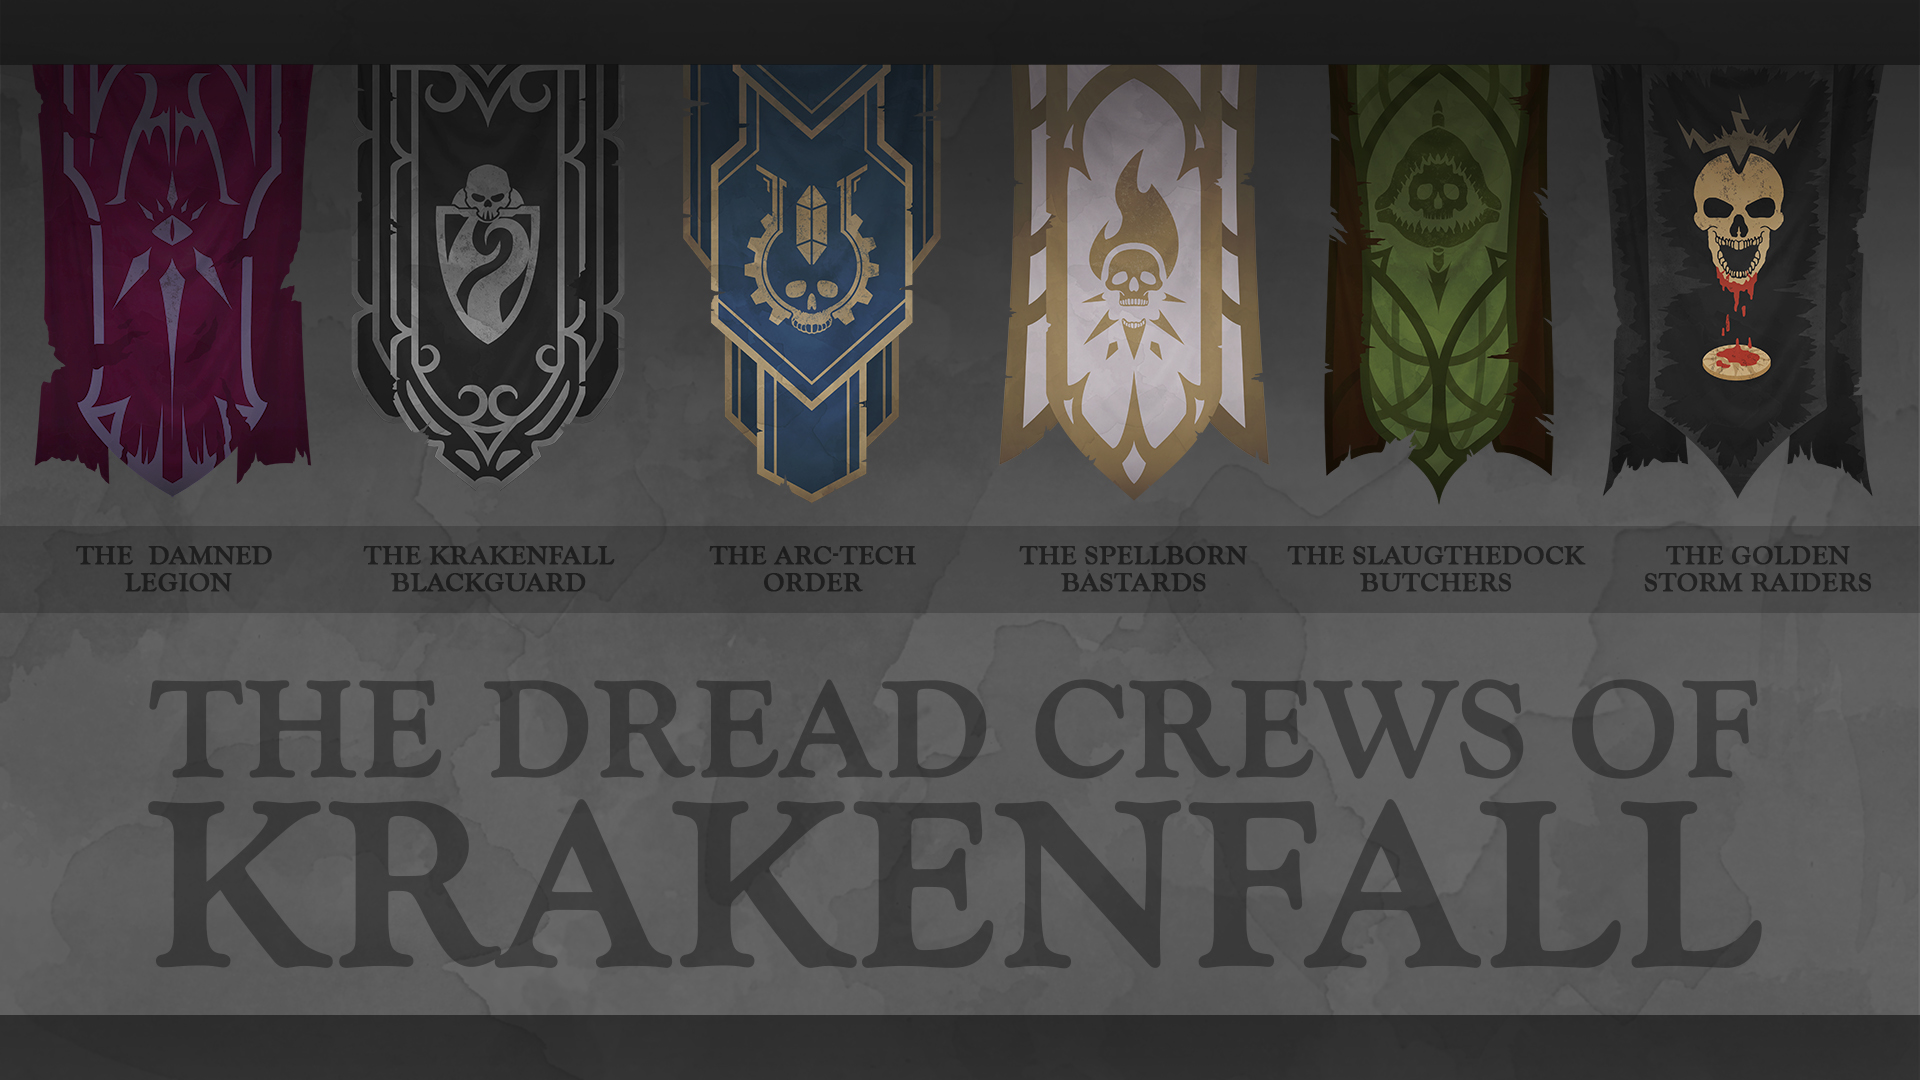 THE DAMNED
LEGION
THE KRAKENFALL
BLACKGUARD
THE ARC-TECH
ORDER
THE SPELLBORN
BASTARDS
THE SLAUGTHEDOCK
BUTCHERS
THE GOLDEN
STORM RAIDERS
THE DREAD CREWS OF
KRAKENFALL